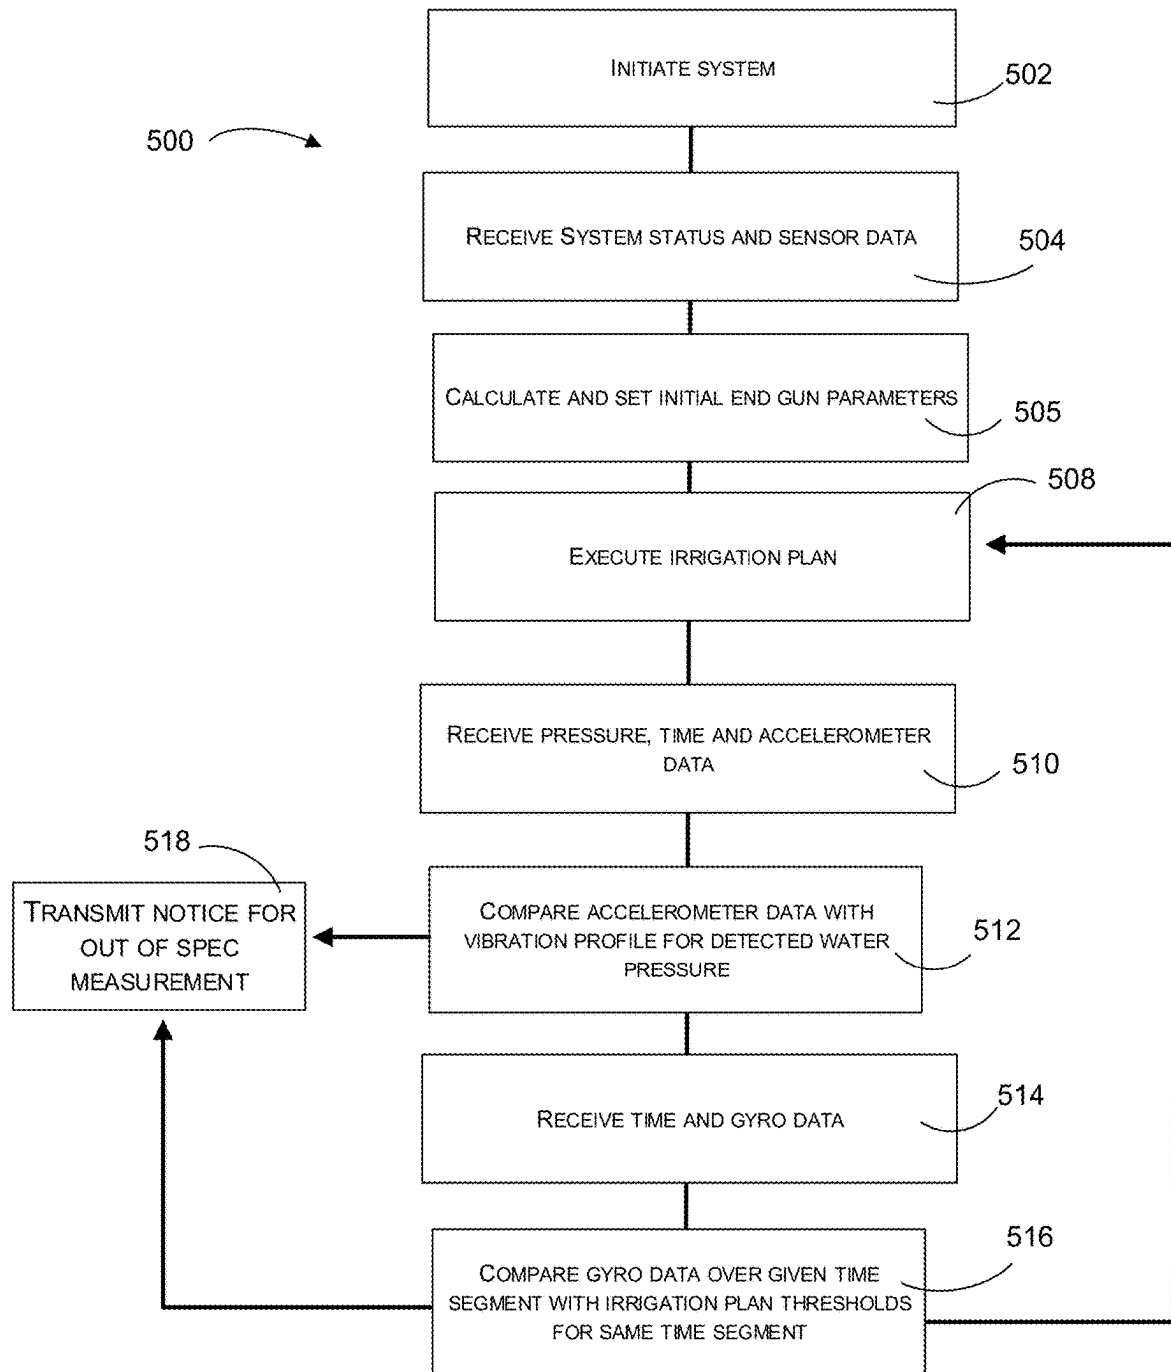 INITIATE SYSTEM
502
500
RECEIVE SYSTEM STATUS AND SENSOR DATA
504
CALCULATE AND SET INITIAL END GUN PARAMETERS
505
508
EXECUTE IRRIGATION PLAN
RECEIVE PRESSURE, TIME AND ACCELEROMETER
DATA
510
518
TRANSMIT NOTICE FOR
OUT OF SPEC
MEASUREMENT
COMPARE ACCELEROMETER DATA WITH
VIBRATION PROFILE FOR DETECTED WATER
PRESSURE
512
RECEIVE TIME AND GYRO DATA
514
COMPARE GYRO DATA OVER GIVEN TIME
SEGMENT WITH IRRIGATION PLAN THRESHOLDS
FOR SAME TIME SEGMENT
516